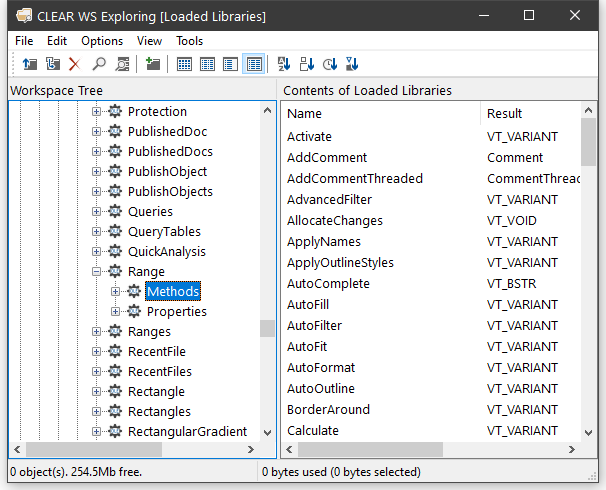 CLEAR WS Exploring [Loaded Libraries]
File Edit Options View Tools
Workspace Tree
Protection
PublishedDoc
PublishedDocs
PublishObject
PublishObjects
Queries
QueryTables
QuickAnalysis
Range
Methods
Properties
Ranges
RecentFile
RecentFiles
Rectangle
Rectangles
RectangularGradient
Contents of Loaded Libraries
Name Result
Activate VT_VARIANT
AddComment Comment
AddCommentThreaded CommentThreac
AdvancedFilter VT_VARIANT
AllocateChanges VT_VOID
ApplyNames VT_VARIANT
ApplyOutlineStyles VT_VARIANT
AutoComplete VT_BSTR
AutoFill VT_VARIANT
AutoFilter VT_VARIANT
AutoFit VT_VARIANT
AutoFormat VT_VARIANT
AutoOutline VT_VARIANT
BorderAround VT_VARIANT
Calculate VT_VARIANT
0 object(s). 254.5Mb free. 0 bytes used (0 bytes selected)